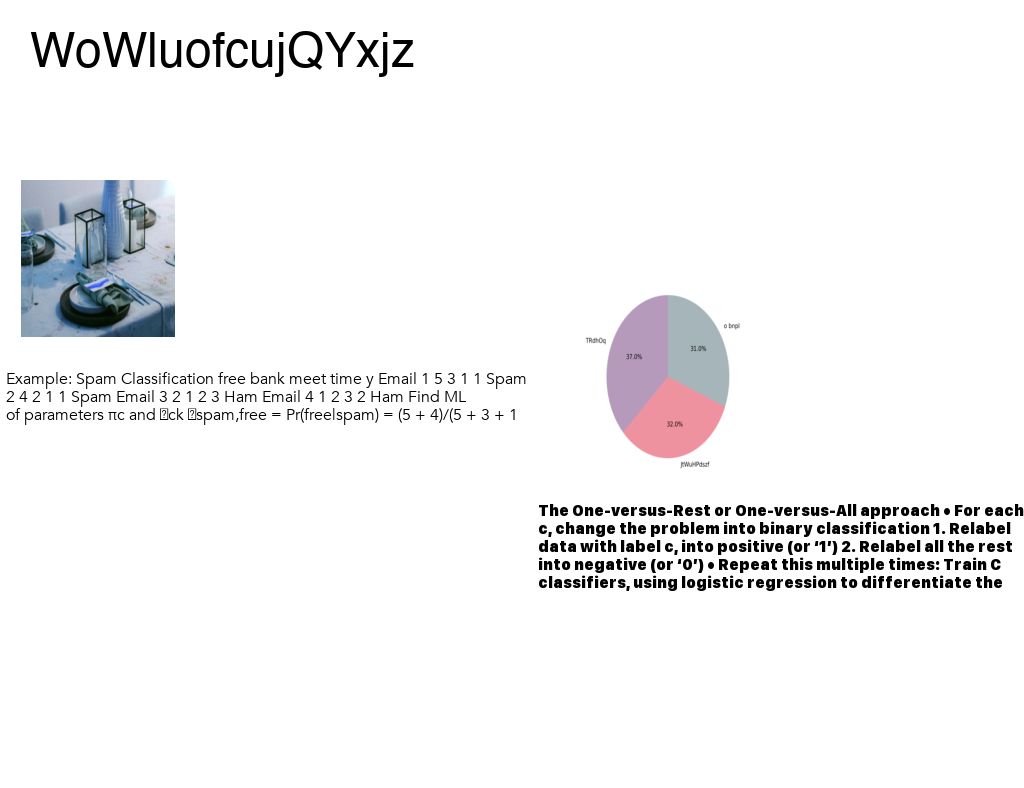 WoWluofcujQYxjz
Example: Spam Classification free bank meet time y Email 1 5 3 1 1 Spam
2 4 2 1 1 Spam Email 3 2 1 2 3 Ham Email 4 1 2 3 2 Ham Find ML
of parameters πc and ck spam,free = Pr(free|spam) = (5 + 4)/(5 + 3 + 1
TRdhOq
o bnpl
37.0%
31.0%
32.0%
JtWuHPdszf
The One-versus-Rest or One-versus-All approach • For each
c, change the problem into binary classification 1. Relabel
data with label c, into positive (or ‘1’) 2. Relabel all the rest
into negative (or ‘0’) • Repeat this multiple times: Train C
classifiers, using logistic regression to differentiate the